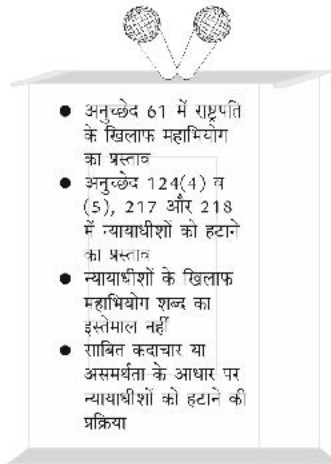 ● अनुच्छेद 61 में राष्ट्रपति
के खिलाफ महाभियोग
का प्रस्ताव
● अनुच्छेद 124(4) व
(5), 217 और 218
में न्यायाधीशों को हटाने
का प्रस्ताव
● न्यायाधीशों के खिलाफ
महाभियोग शब्द का
इस्तेमाल नहीं
● साबित कदाचार या
असमर्थता के आधार पर
न्यायाधीशों को हटाने की
प्रक्रिया